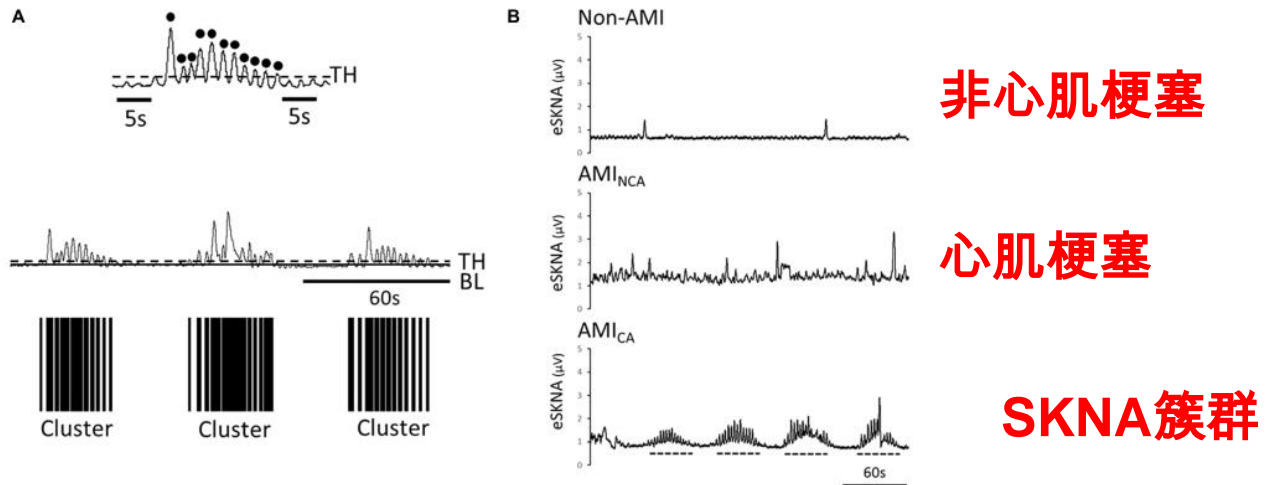 A
TH
5s
5s
TH
BL
60s
Cluster
Cluster
Cluster
B
Non-AMI
eSKNA (μV)
5
4
3
2
1
0
非心肌梗塞
AMI_NCA
eSKNA (μV)
5
4
3
2
1
0
心肌梗塞
AMI_CA
eSKNA (μV)
5
4
3
2
1
0
60s
SKNA簇群